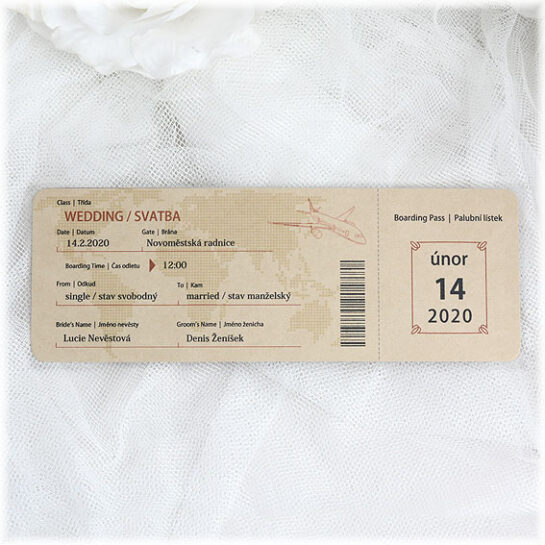 Class | Třída
WEDDING / SVATBA
Date | Datum
Gate | Brána
14.2.2020
Novoměstská radnice
Boarding Time | Čas odletu
12:00
From | Odkud
To | Kam
single / stav svobodný
married / stav manželský
Bride's Name | Jméno nevěsty
Groom's Name | Jméno ženicha
Lucie Nevěstová
Denis Ženíšek
Boarding Pass | Palubní lístek
únor
14
2020